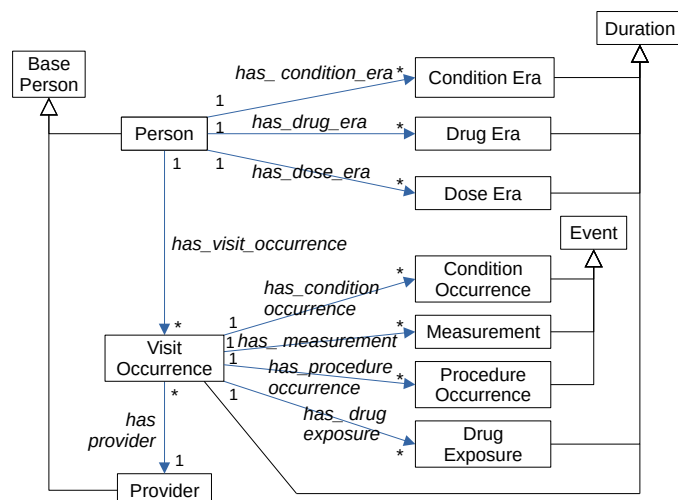 Duration
Base
Person
has_ condition_era
*
Condition Era
1
Person
1
has_drug_era
*
Drug Era
1
1
has_dose_era
*
Dose Era
Event
has_visit_occurrence
*
Condition
Occurrence
has_condition
occurrence
*
1
Visit
Occurrence
1
has_ measurement
*
Measurement
1
has_procedure
occurrence
*
Procedure
Occurrence
*
1
has_drug
exposure
*
Drug
Exposure
has
provider
1
Provider